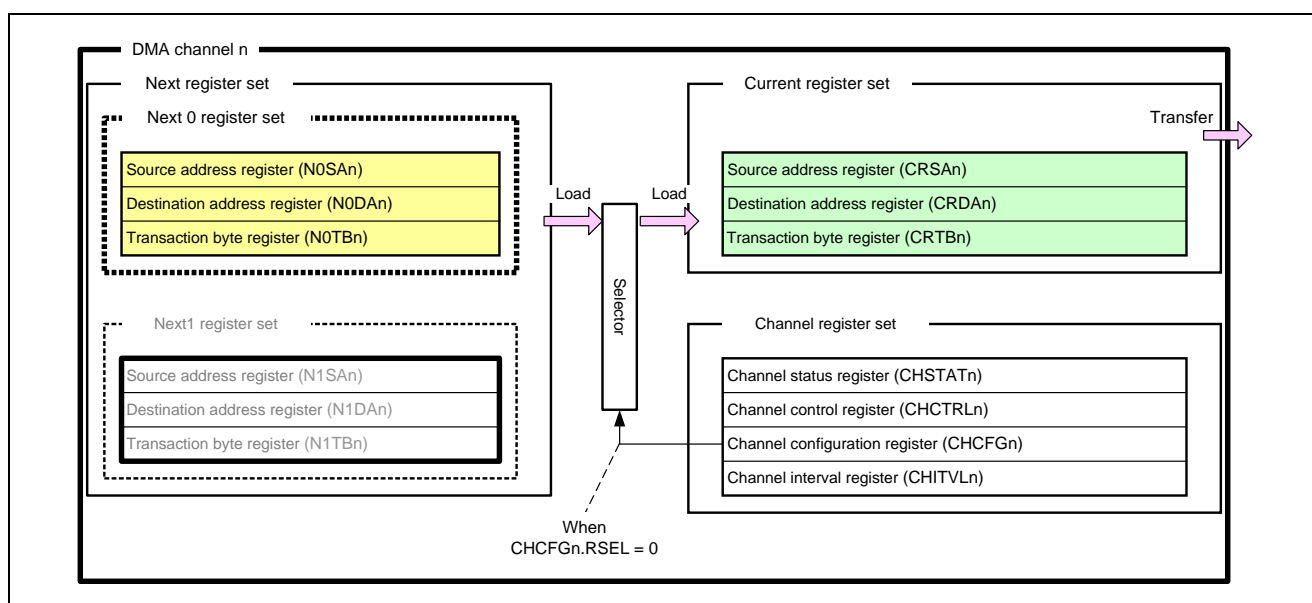 DMA channel n
Next register set
Next 0 register set
Source address register (N0SAn)
Destination address register (N0DAn)
Transaction byte register (N0TBn)
Next1 register set
Source address register (N1SAn)
Destination address register (N1DAn)
Transaction byte register (N1TBn)
Load
Selector
Load
When
CHCFGn.RSEL = 0
Current register set
Transfer
Source address register (CRSAn)
Destination address register (CRDAn)
Transaction byte register (CRTBn)
Channel register set
Channel status register (CHSTATn)
Channel control register (CHCTRLn)
Channel configuration register (CHCFGn)
Channel interval register (CHITVLn)